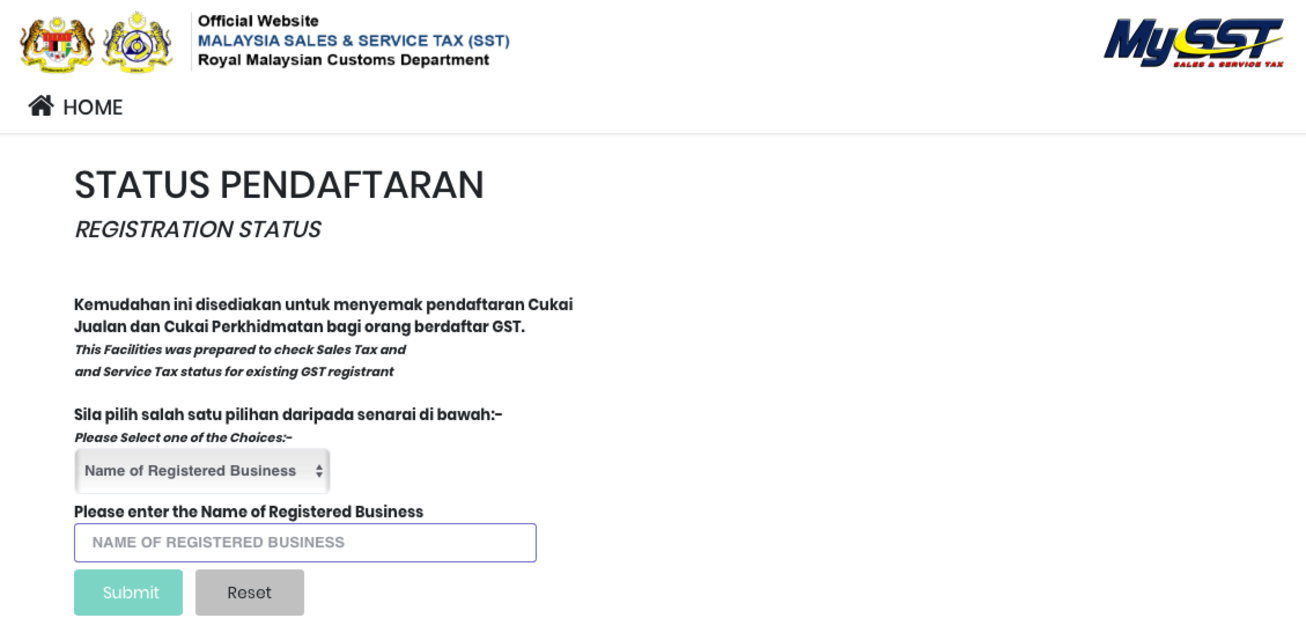 Official Website
MALAYSIA SALES & SERVICE TAX (SST)
Royal Malaysian Customs Department
MySST
SALES & SERVICE TAX
HOME
STATUS PENDAFTARAN
REGISTRATION STATUS
Kemudahan ini disediakan untuk menyemak pendaftaran Cukai
Jualan dan Cukai Perkhidmatan bagi orang berdaftar GST.
This Facilities was prepared to check Sales Tax and
and Service Tax status for existing GST registrant
Sila pilih salah satu pilihan daripada senarai di bawah:-
Please Select one of the Choices:-
Name of Registered Business
Please enter the Name of Registered Business
NAME OF REGISTERED BUSINESS
Submit
Reset